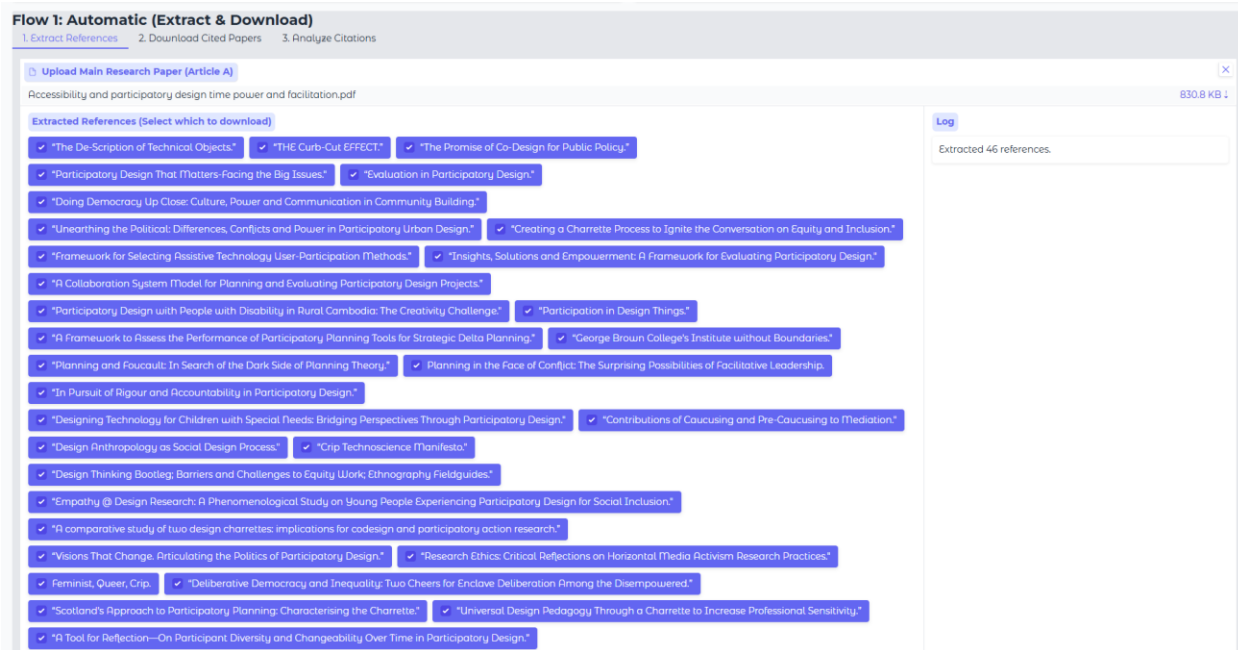 Flow 1: Automatic (Extract & Download)
1. Extract References 2. Download Cited Papers 3. Analyze Citations
Upload Main Research Paper (Article A)
Accessibility and participatory design time power and facilitation.pdf 830.8 KB ↓
Extracted References (Select which to download)
"The De-Scription of Technical Objects." "THE Curb-Cut EFFECT." "The Promise of Co-Design for Public Policy."
"Participatory Design That Matters-Facing the Big Issues." "Evaluation in Participatory Design."
"Doing Democracy Up Close: Culture, Power and Communication in Community Building."
"Unearthing the Political: Differences, Conflicts and Power in Participatory Urban Design." "Creating a Charrette Process to Ignite the Conversation on Equity and Inclusion."
"Framework for Selecting Assistive Technology User-Participation Methods." "Insights, Solutions and Empowerment: A Framework for Evaluating Participatory Design."
"A Collaboration System Model for Planning and Evaluating Participatory Design Projects."
"Participatory Design with People with Disability in Rural Cambodia: The Creativity Challenge." "Participation in Design Things."
"A Framework to Assess the Performance of Participatory Planning Tools for Strategic Delta Planning." "George Brown College's Institute without Boundaries."
"Planning and Foucault: In Search of the Dark Side of Planning Theory." Planning in the Face of Conflict: The Surprising Possibilities of Facilitative Leadership.
"In Pursuit of Rigour and Accountability in Participatory Design."
"Designing Technology for Children with Special Needs: Bridging Perspectives Through Participatory Design." "Contributions of Caucusing and Pre-Caucusing to Mediation."
"Design Anthropology as Social Design Process." "Crip Technoscience Manifesto."
"Design Thinking Bootleg; Barriers and Challenges to Equity Work; Ethnography Fieldguides."
"Empathy @ Design Research: A Phenomenological Study on Young People Experiencing Participatory Design for Social Inclusion."
"A comparative study of two design charrettes: implications for codesign and participatory action research."
"Visions That Change. Articulating the Politics of Participatory Design." "Research Ethics: Critical Reflections on Horizontal Media Activism Research Practices."
Feminist, Queer, Crip. "Deliberative Democracy and Inequality: Two Cheers for Enclave Deliberation Among the Disempowered."
"Scotland's Approach to Participatory Planning: Characterising the Charrette." "Universal Design Pedagogy Through a Charrette to Increase Professional Sensitivity."
"A Tool for Reflection—On Participant Diversity and Changeability Over Time in Participatory Design."
Log
Extracted 46 references.